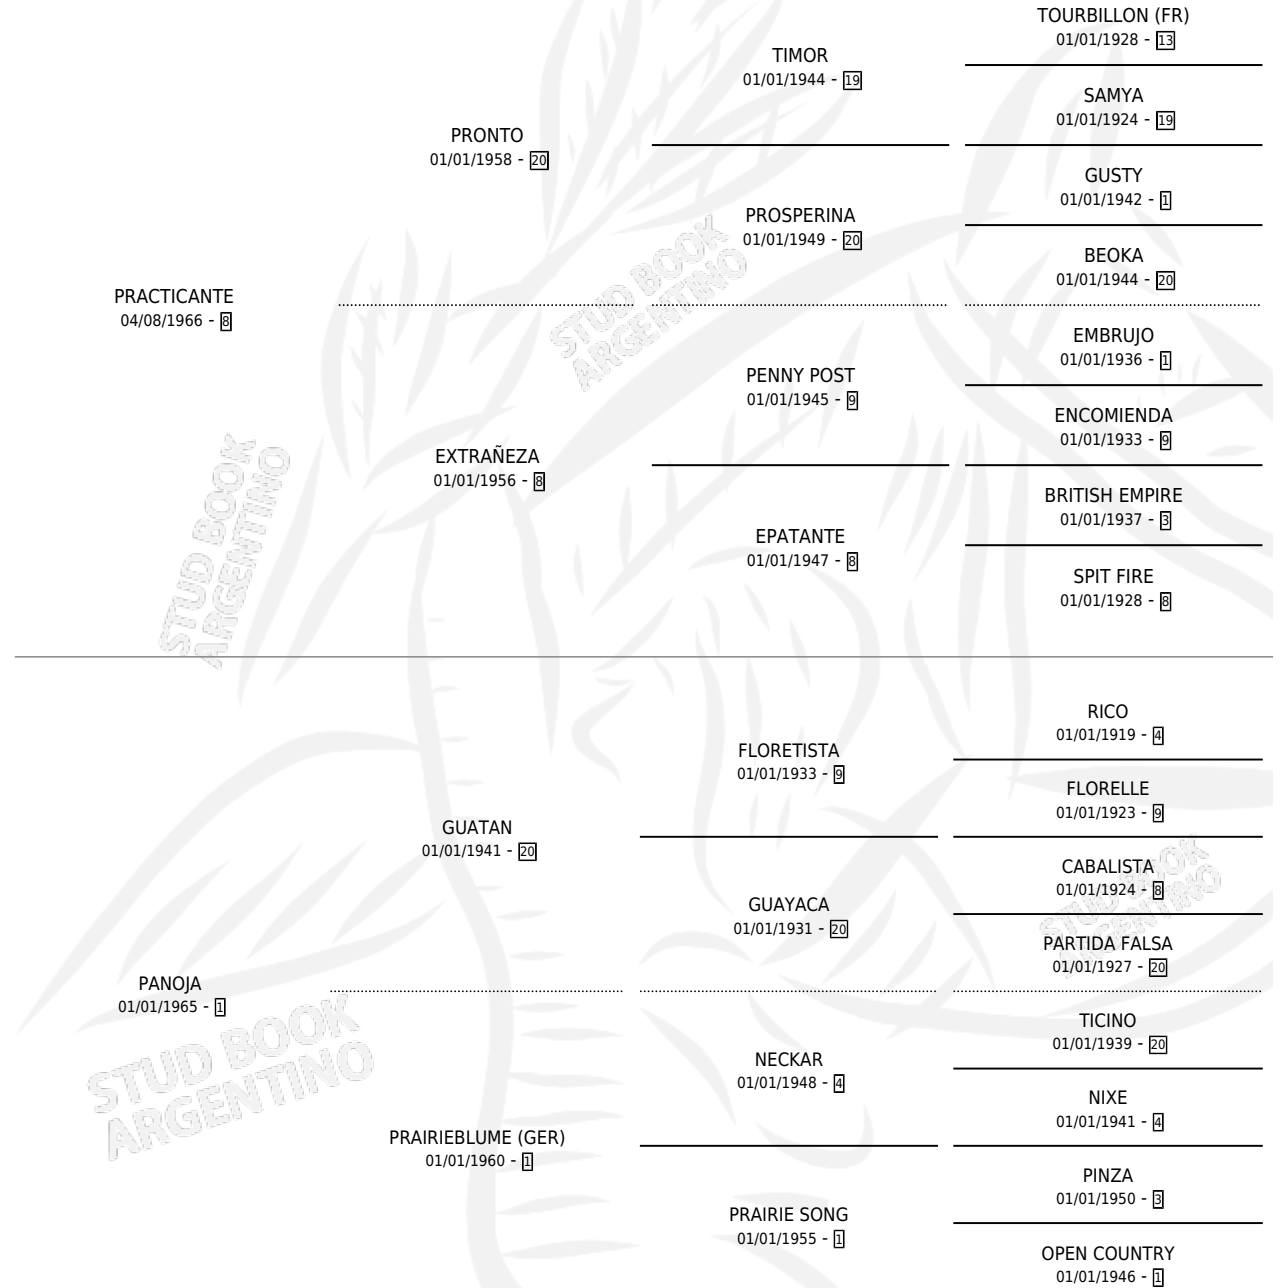 TOURBILLON (FR)
01/01/1928 - 13
TIMOR
01/01/1944 - 19
SAMYA
01/01/1924 - 19
PRONTO
01/01/1958 - 20
GUSTY
01/01/1942 - 1
PROSPERINA
01/01/1949 - 20
BEOKA
01/01/1944 - 20
PRACTICANTE
04/08/1966 - 8
EMBRUJO
01/01/1936 - 1
PENNY POST
01/01/1945 - 9
ENCOMIENDA
01/01/1933 - 9
EXTRAÑEZA
01/01/1956 - 8
BRITISH EMPIRE
01/01/1937 - 3
EPATANTE
01/01/1947 - 8
SPIT FIRE
01/01/1928 - 8
RICO
01/01/1919 - 4
FLORETISTA
01/01/1933 - 9
FLORELLE
01/01/1923 - 9
GUATAN
01/01/1941 - 20
CABALISTA
01/01/1924 - 8
GUAYACA
01/01/1931 - 20
PARTIDA FALSA
01/01/1927 - 20
PANOJA
01/01/1965 - 1
TICINO
01/01/1939 - 20
NECKAR
01/01/1948 - 4
NIXE
01/01/1941 - 4
PRAIRIEBLUME (GER)
01/01/1960 - 1
PINZA
01/01/1950 - 3
PRAIRIE SONG
01/01/1955 - 1
OPEN COUNTRY
01/01/1946 - 1
STUD BOOK
ARGENTINO
STUD BOOK
ARGENTINO
STUD BOOK
ARGENTINO
STUD BOOK
ARGENTINO